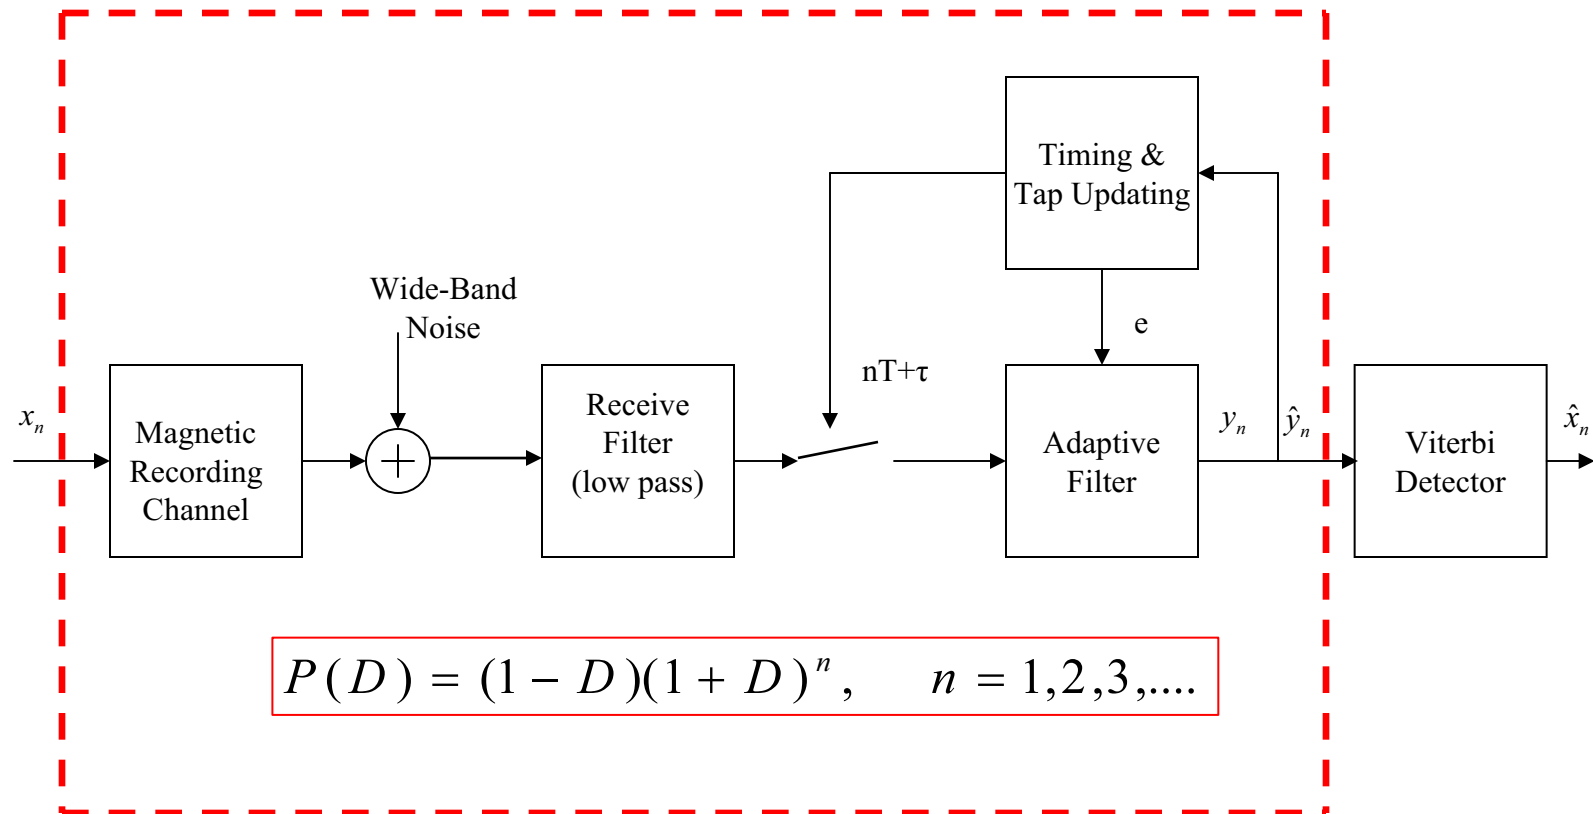 Timing &
Tap Updating
Wide-Band
Noise
e
nT+τ
x_n
Magnetic
Recording
Channel
+
Receive
Filter
(low pass)
Adaptive
Filter
y_n
ŷ_n
Viterbi
Detector
x̂_n
P(D) = (1 − D)(1 + D)^n, n = 1,2,3,....